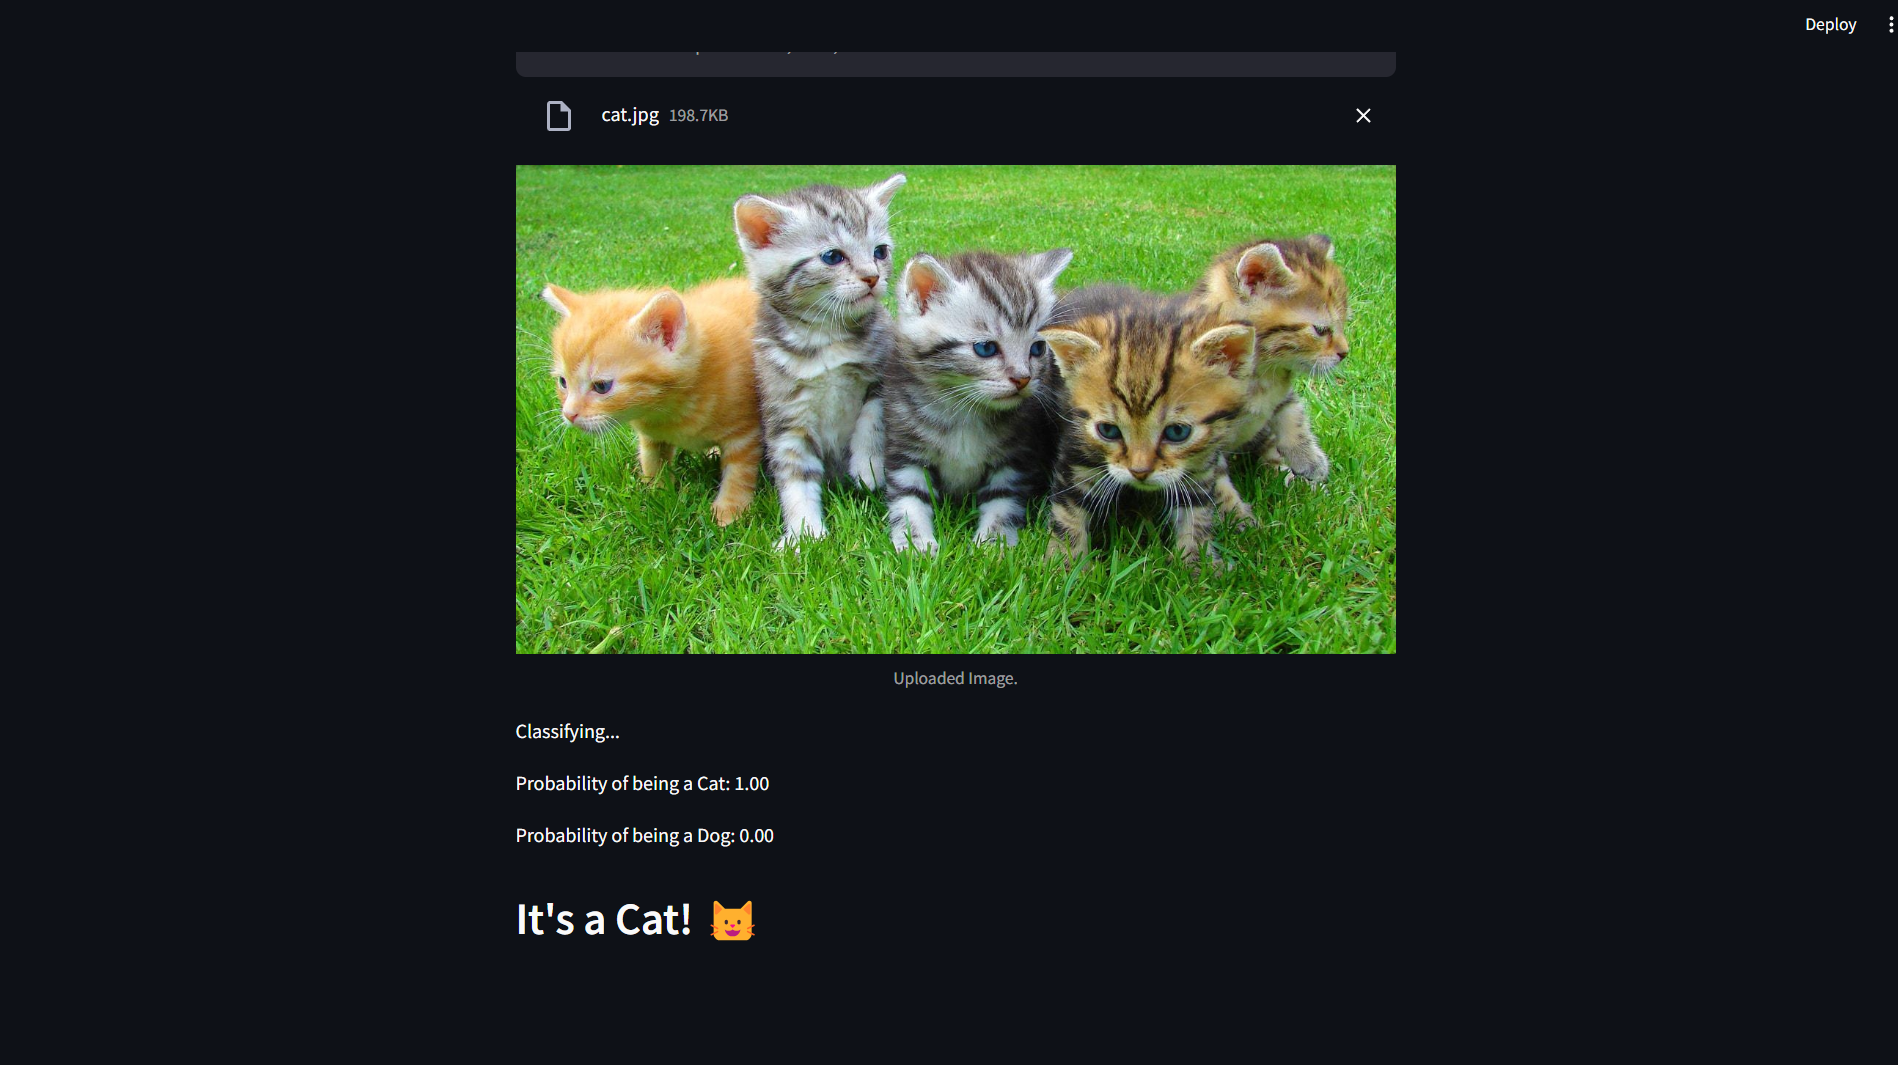 Deploy
cat.jpg 198.7KB
Uploaded Image.
Classifying...
Probability of being a Cat: 1.00
Probability of being a Dog: 0.00
It's a Cat! 😺